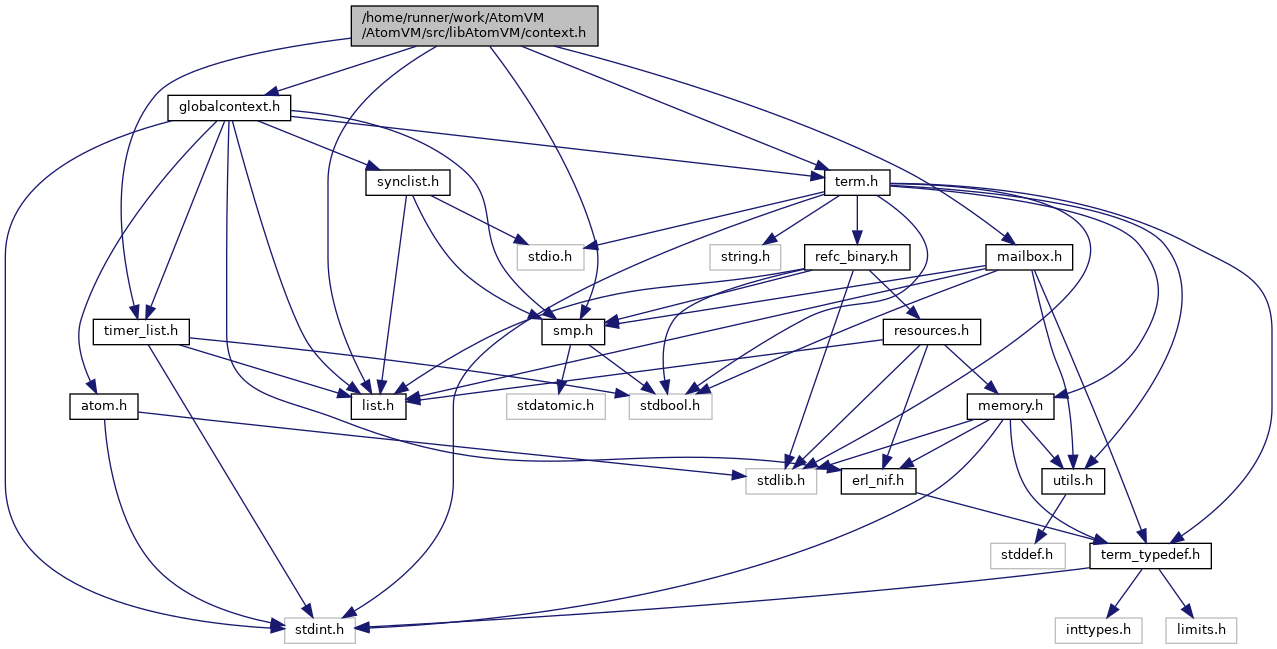 /home/runner/work/AtomVM
/AtomVM/src/libAtomVM/context.h
globalcontext.h
synclist.h
term.h
stdio.h
string.h
refc_binary.h
mailbox.h
timer_list.h
smp.h
resources.h
atom.h
list.h
stdatomic.h
stdbool.h
memory.h
stdlib.h
erl_nif.h
utils.h
stddef.h
term_typedef.h
stdint.h
inttypes.h
limits.h